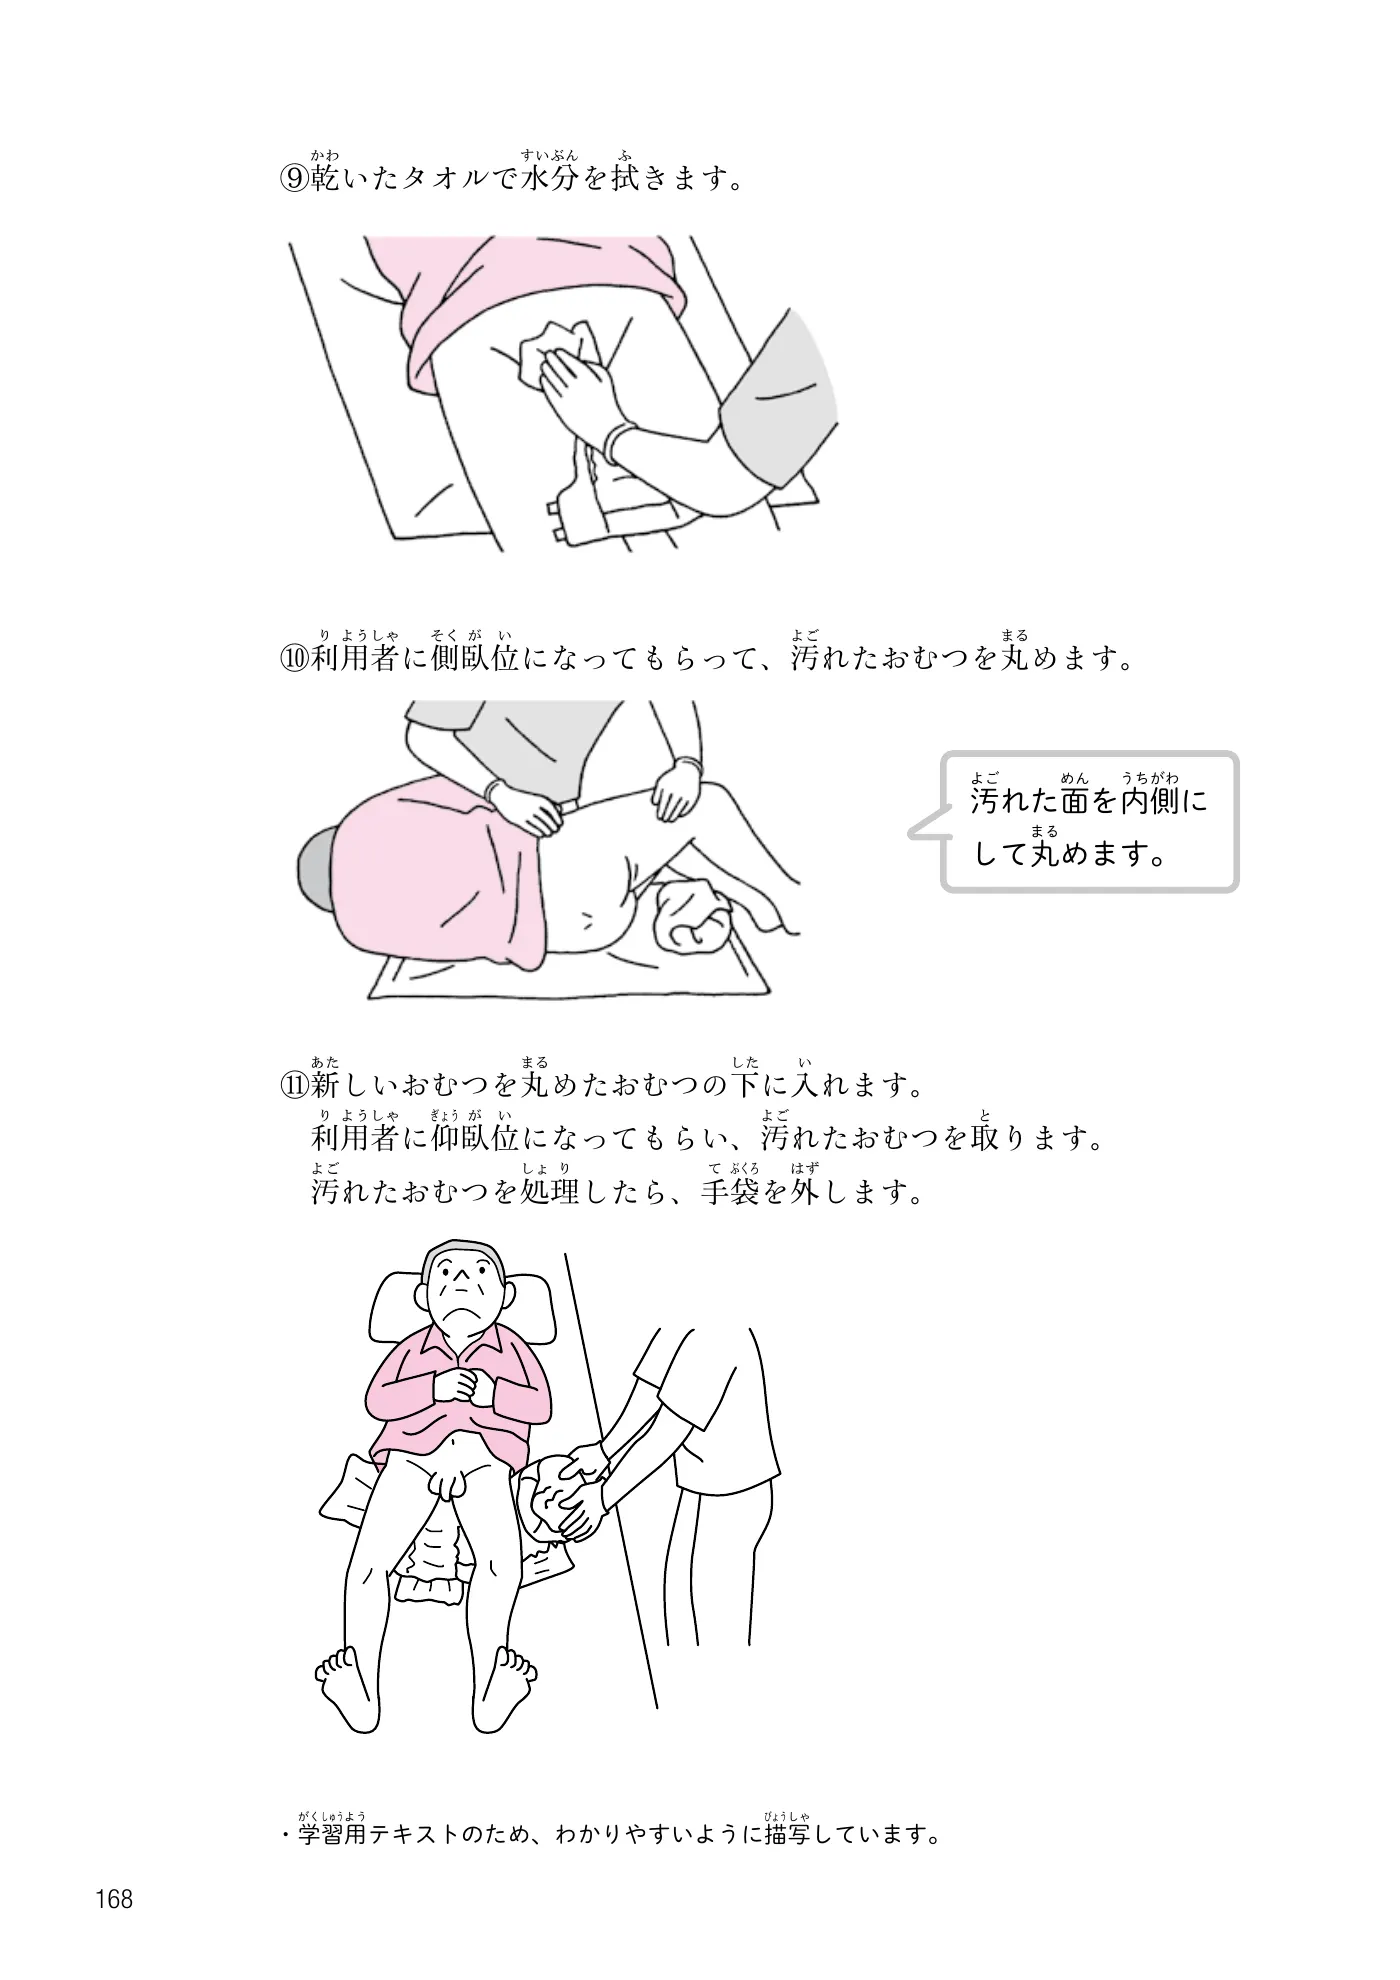 ⑨乾いたタオルで水分を拭きます。
⑩利用者に側臥位になってもらって、汚れたおむつを丸めます。
汚れた面を内側に
して丸めます。
⑪新しいおむつを丸めたおむつの下に入れます。
利用者に仰臥位になってもらい、汚れたおむつを取ります。
汚れたおむつを処理したら、手袋を外します。
・学習用テキストのため、わかりやすいように描写しています。
168